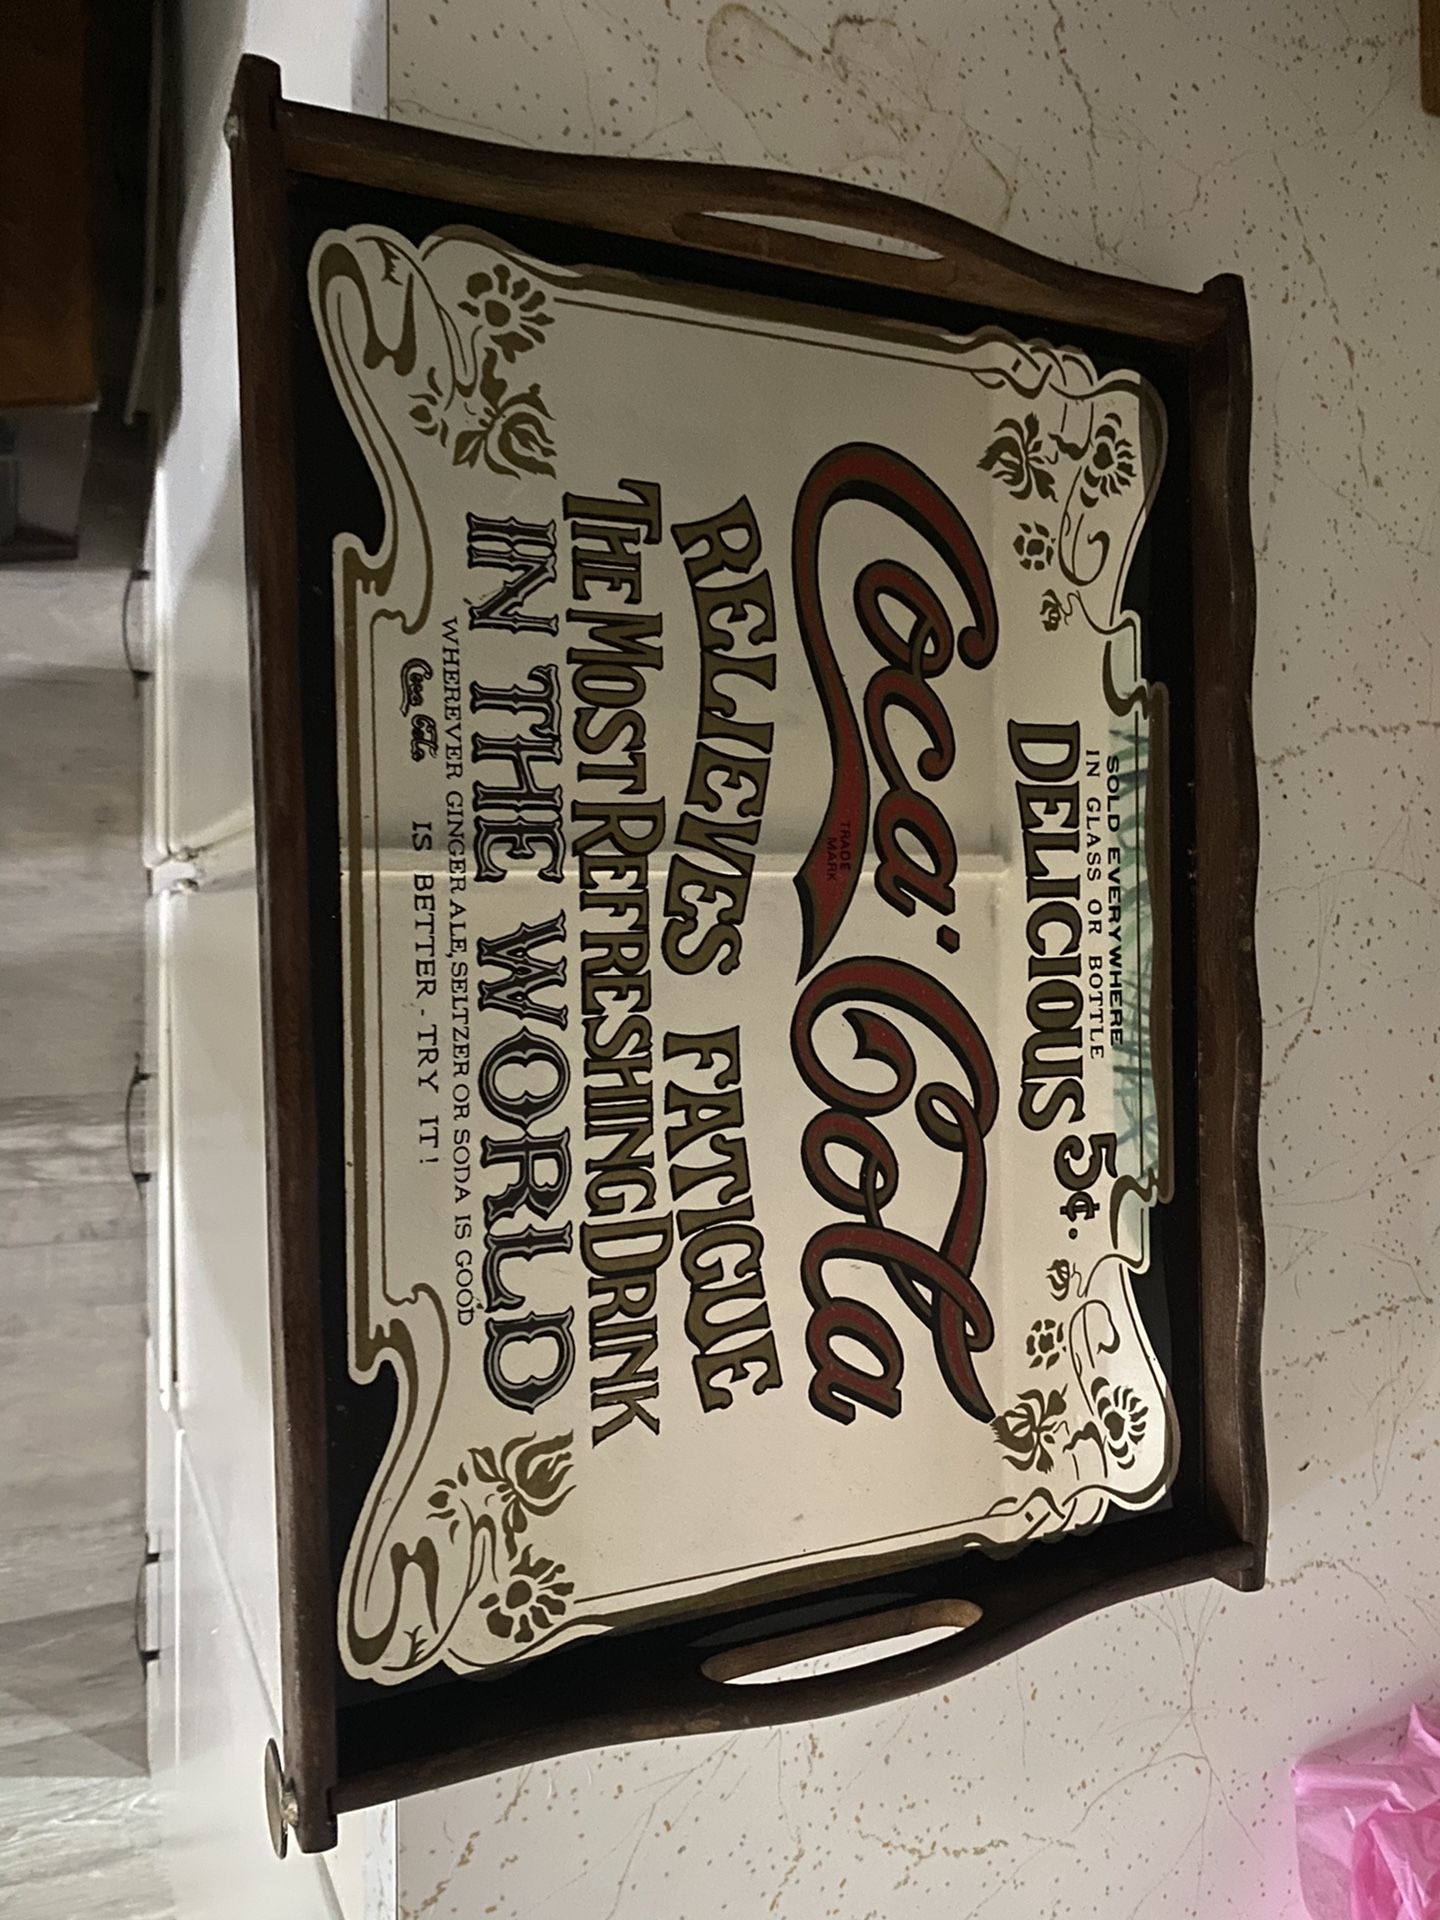 SOLD EVERYWHERE
IN GLASS OR BOTTLE
DELICIOUS 5¢.
Coca-Cola
TRADE
MARK
RELIEVES FATIGUE
THE MOST REFRESHING DRINK
IN THE WORLD
WHEREVER GINGER ALE, SELTZER OR SODA IS GOOD
Coca-Cola IS BETTER - TRY IT!